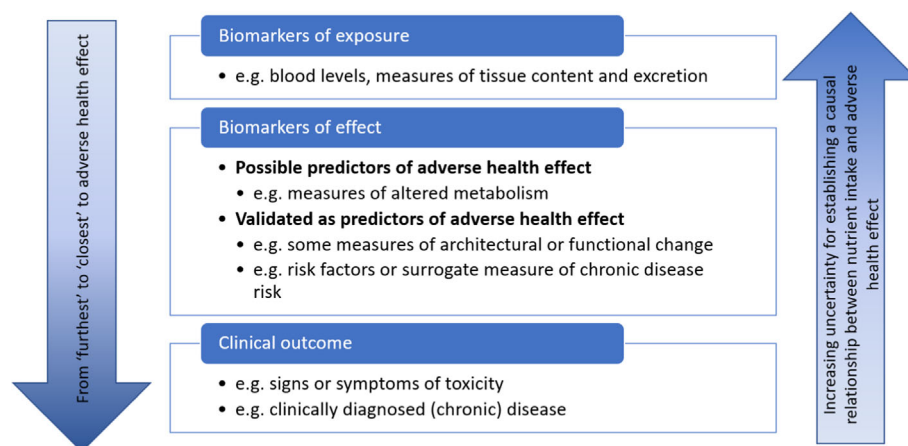 From 'furthest' to 'closest' to adverse health effect
Biomarkers of exposure
• e.g. blood levels, measures of tissue content and excretion
Biomarkers of effect
• Possible predictors of adverse health effect
• e.g. measures of altered metabolism
• Validated as predictors of adverse health effect
• e.g. some measures of architectural or functional change
• e.g. risk factors or surrogate measure of chronic disease
risk
Clinical outcome
• e.g. signs or symptoms of toxicity
• e.g. clinically diagnosed (chronic) disease
Increasing uncertainty for establishing a causal
relationship between nutrient intake and adverse
health effect